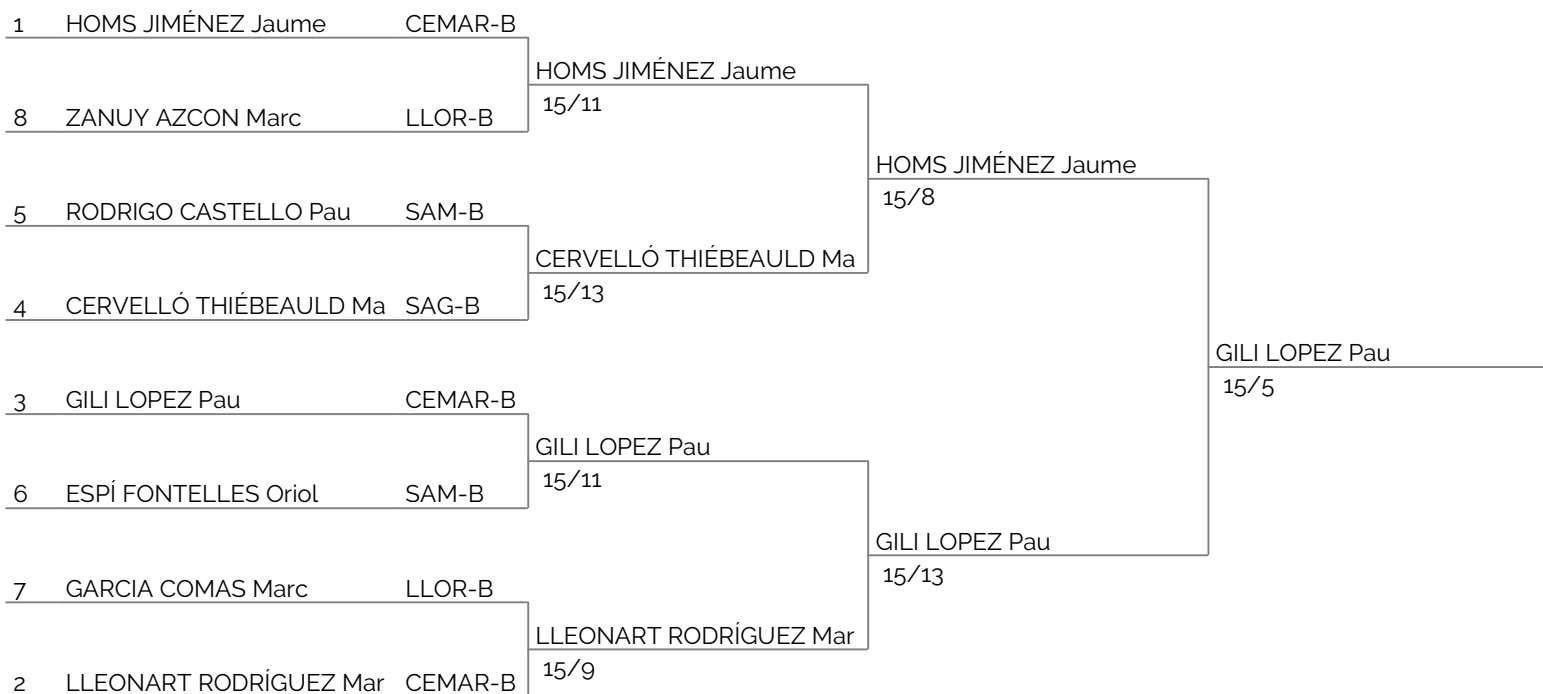 1 HOMS JIMÉNEZ Jaume CEMAR-B
HOMS JIMÉNEZ Jaume
15/11
8 ZANUY AZCON Marc LLOR-B
HOMS JIMÉNEZ Jaume
15/8
5 RODRIGO CASTELLO Pau SAM-B
CERVELLÓ THIÉBEAULD Ma
15/13
4 CERVELLÓ THIÉBEAULD Ma SAG-B
GILI LOPEZ Pau
15/5
3 GILI LOPEZ Pau CEMAR-B
GILI LOPEZ Pau
15/11
6 ESPÍ FONTELLES Oriol SAM-B
GILI LOPEZ Pau
15/13
7 GARCIA COMAS Marc LLOR-B
LLEONART RODRÍGUEZ Mar
15/9
2 LLEONART RODRÍGUEZ Mar CEMAR-B